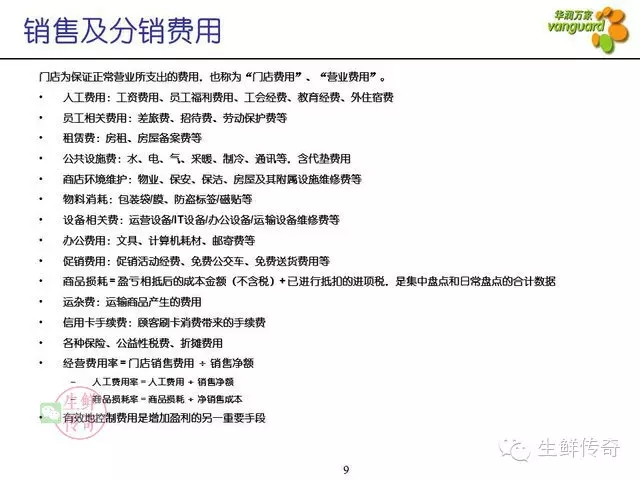 销售及分销费用
华润万家
vanguard
门店为保证正常营业所支出的费用，也称为“门店费用”、“营业费用”。
• 人工费用：工资费用、员工福利费用、工会经费、教育经费、外住宿费
• 员工相关费用：差旅费、招待费、劳动保护费等
• 租赁费：房租、房屋备案费等
• 公共设施费：水、电、气、采暖、制冷、通讯等，含代垫费用
• 商店环境维护：物业、保安、保洁、房屋及其附属设施维修费等
• 物料消耗：包装袋/膜、防盗标签/磁贴等
• 设备相关费：运营设备/IT设备/办公设备/运输设备维修费等
• 办公费用：文具、计算机耗材、邮寄费等
• 促销费用：促销活动经费、免费公交车、免费送货费用等
• 商品损耗＝盈亏相抵后的成本金额（不含税）＋已进行抵扣的进项税，是集中盘点和日常盘点的合计数据
• 运杂费：运输商品产生的费用
• 信用卡手续费：顾客刷卡消费带来的手续费
• 各种保险、公益性税费、折摊费用
• 经营费用率＝门店销售费用 ÷ 销售净额
– 人工费用率＝人工费用 ÷ 销售净额
– 商品损耗率＝商品损耗 ÷ 净销售成本
• 有效地控制费用是增加盈利的另一重要手段
生鲜
传奇
生鲜传奇
9